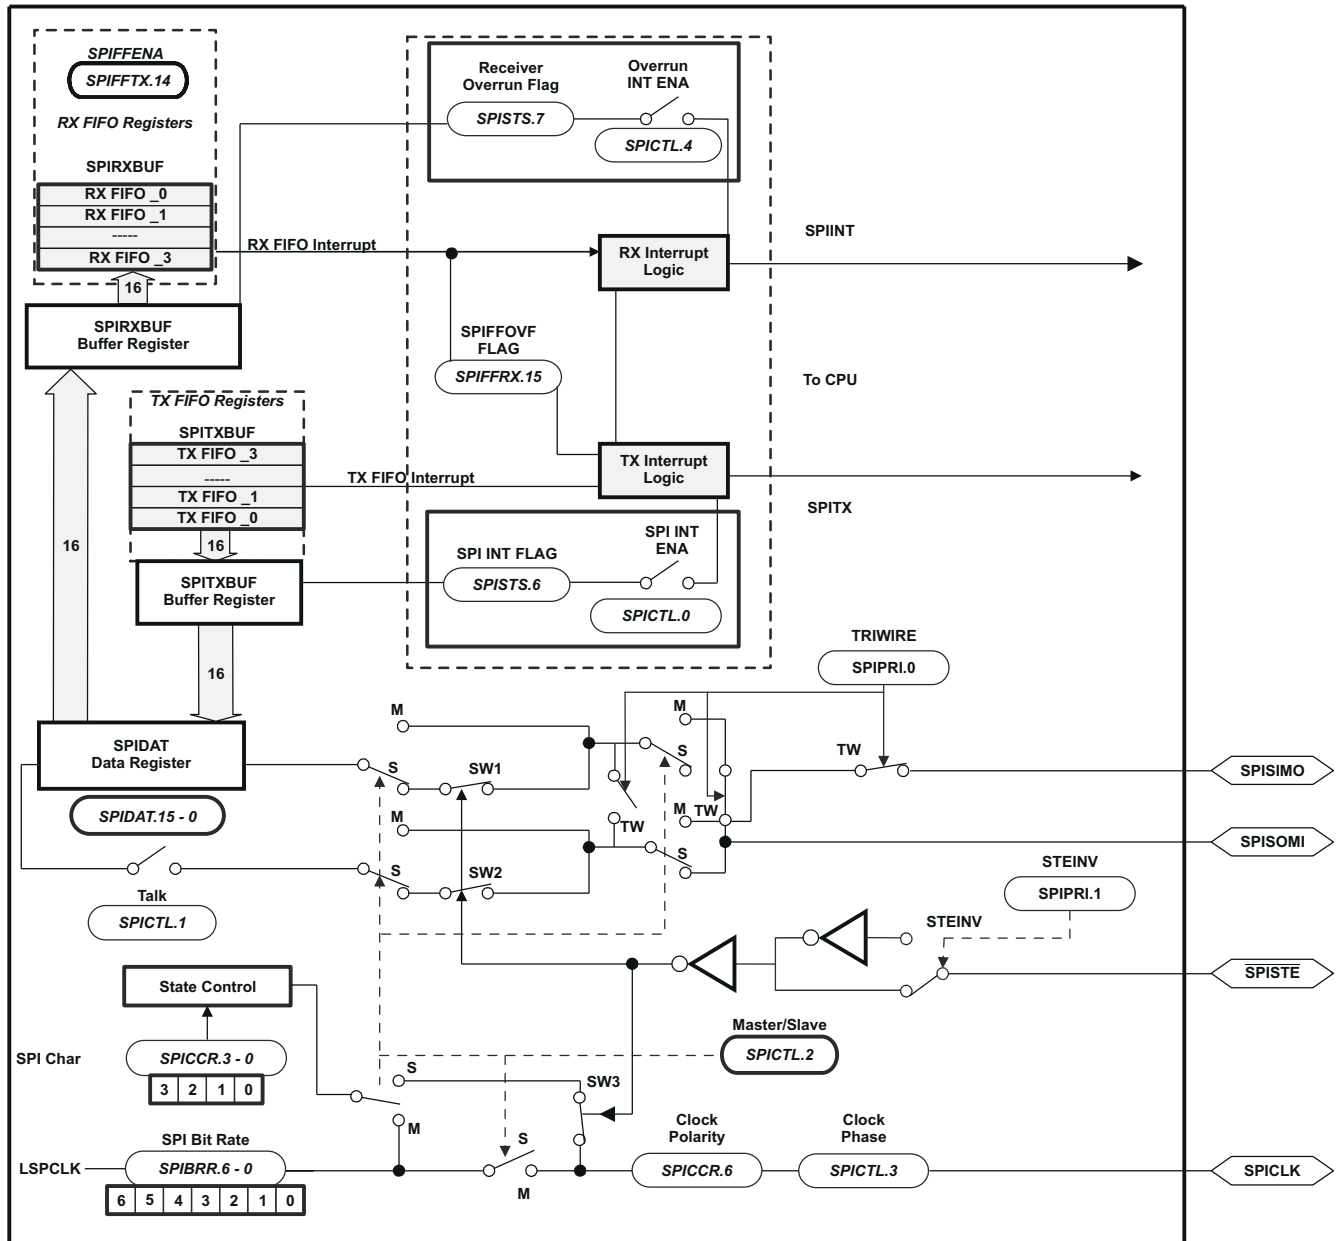 SPIFFENA
SPIFFTX.14
RX FIFO Registers
SPIRXBUF
RX FIFO _0
RX FIFO _1
-----
RX FIFO _3
16
SPIRXBUF
Buffer Register
Receiver
Overrun Flag
SPISTS.7
Overrun
INT ENA
SPICTL.4
RX FIFO Interrupt
RX Interrupt
Logic
SPIINT
SPIFFOVF
FLAG
SPIFFRX.15
To CPU
TX FIFO Registers
SPITXBUF
TX FIFO _3
-----
TX FIFO _1
TX FIFO _0
16
16
TX FIFO Interrupt
TX Interrupt
Logic
SPITX
SPITXBUF
Buffer Register
SPI INT FLAG
SPISTS.6
SPI INT
ENA
SPICTL.0
16
TRIWIRE
SPIPRI.0
SPIDAT
Data Register
SPIDAT.15 - 0
M
S
SW1
M
S
TW
M
S
SW2
TW
M
TW
S
SPISIMO
SPISOMI
Talk
SPICTL.1
STEINV
SPIPRI.1
STEINV
SPISTE
State Control
SPI Char
SPICCR.3 - 0
3 2 1 0
Master/Slave
SPICTL.2
S
M
SW3
S
M
Clock
Polarity
SPICCR.6
Clock
Phase
SPICTL.3
SPICLK
SPI Bit Rate
LSPCLK
SPIBRR.6 - 0
6 5 4 3 2 1 0